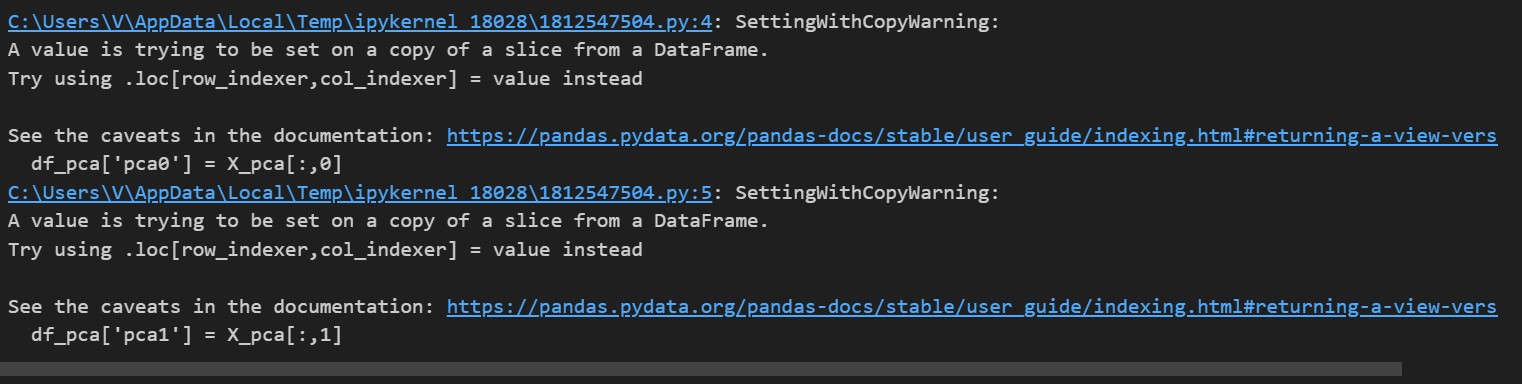 C:\Users\V\AppData\Local\Temp\ipykernel_18028\1812547504.py:4: SettingWithCopyWarning:
A value is trying to be set on a copy of a slice from a DataFrame.
Try using .loc[row_indexer,col_indexer] = value instead
See the caveats in the documentation: https://pandas.pydata.org/pandas-docs/stable/user_guide/indexing.html#returning-a-view-vers
  df_pca['pca0'] = X_pca[:,0]
C:\Users\V\AppData\Local\Temp\ipykernel_18028\1812547504.py:5: SettingWithCopyWarning:
A value is trying to be set on a copy of a slice from a DataFrame.
Try using .loc[row_indexer,col_indexer] = value instead
See the caveats in the documentation: https://pandas.pydata.org/pandas-docs/stable/user_guide/indexing.html#returning-a-view-vers
  df_pca['pca1'] = X_pca[:,1]